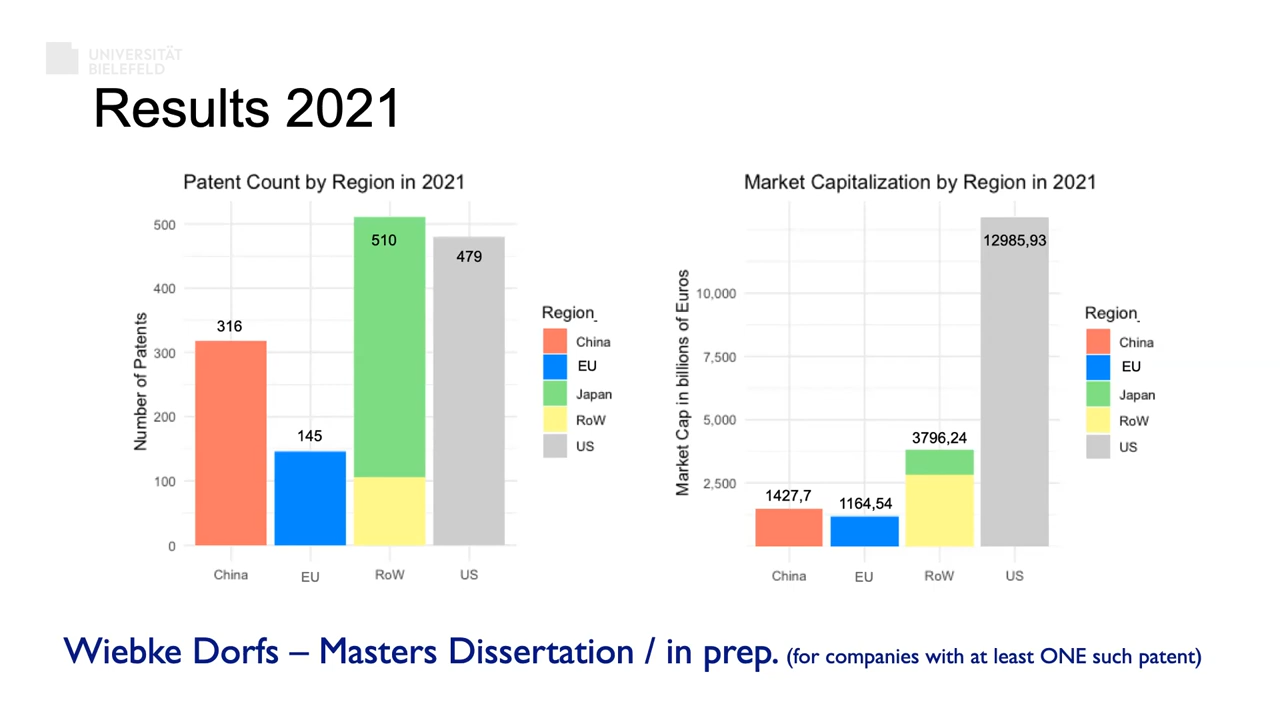 UNIVERSITÄT
BIELEFELD
Results 2021
Patent Count by Region in 2021
Number of Patents
500
400
300
200
100
0
316
145
510
479
China
EU
RoW
US
Region
China
EU
Japan
RoW
US
Market Capitalization by Region in 2021
Market Cap in billions of Euros
10,000
7,500
5,000
2,500
1427,7
1164,54
3796,24
12985,93
China
EU
RoW
US
Region
China
EU
Japan
RoW
US
Wiebke Dorfs – Masters Dissertation / in prep. (for companies with at least ONE such patent)